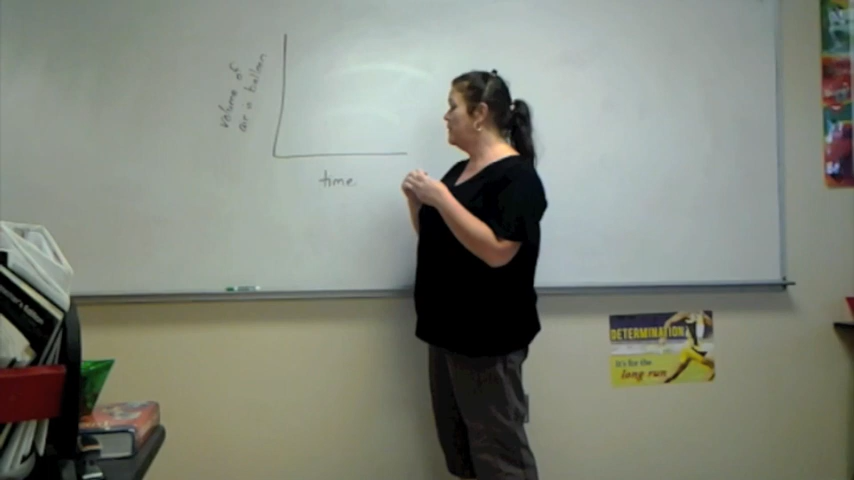 volume of
air in balloon
time
DETERMINATION
It's for the
long run